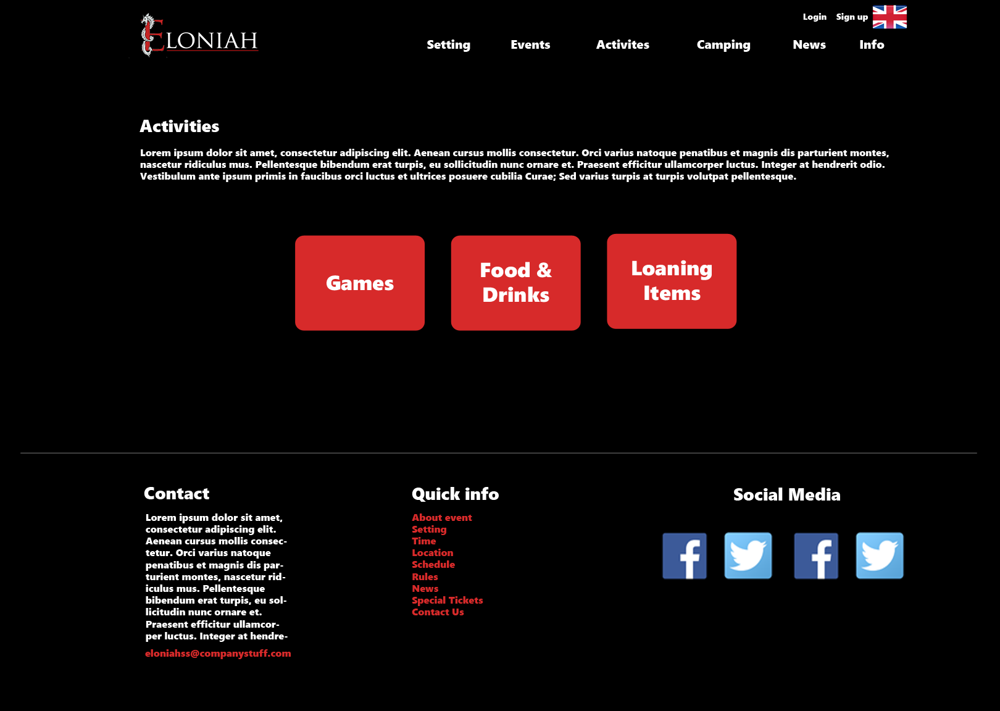 ELONIAH
Login Sign up
Setting Events Activites Camping News Info
Activities
Lorem ipsum dolor sit amet, consectetur adipiscing elit. Aenean cursus mollis consectetur. Orci varius natoque penatibus et magnis dis parturient montes,
nascetur ridiculus mus. Pellentesque bibendum erat turpis, eu sollicitudin nunc ornare et. Praesent efficitur ullamcorper luctus. Integer at hendrerit odio.
Vestibulum ante ipsum primis in faucibus orci luctus et ultrices posuere cubilia Curae; Sed varius turpis at turpis volutpat pellentesque.
Games
Food &
Drinks
Loaning
Items
Contact
Lorem ipsum dolor sit amet,
consectetur adipiscing elit.
Aenean cursus mollis consec-
tetur. Orci varius natoque
penatibus et magnis dis par-
turient montes, nascetur rid-
iculus mus. Pellentesque
bibendum erat turpis, eu sol-
licitudin nunc ornare et.
Praesent efficitur ullamcor-
per luctus. Integer at hendre-
eloniahss@companystuff.com
Quick info
About event
Setting
Time
Location
Schedule
Rules
News
Special Tickets
Contact Us
Social Media